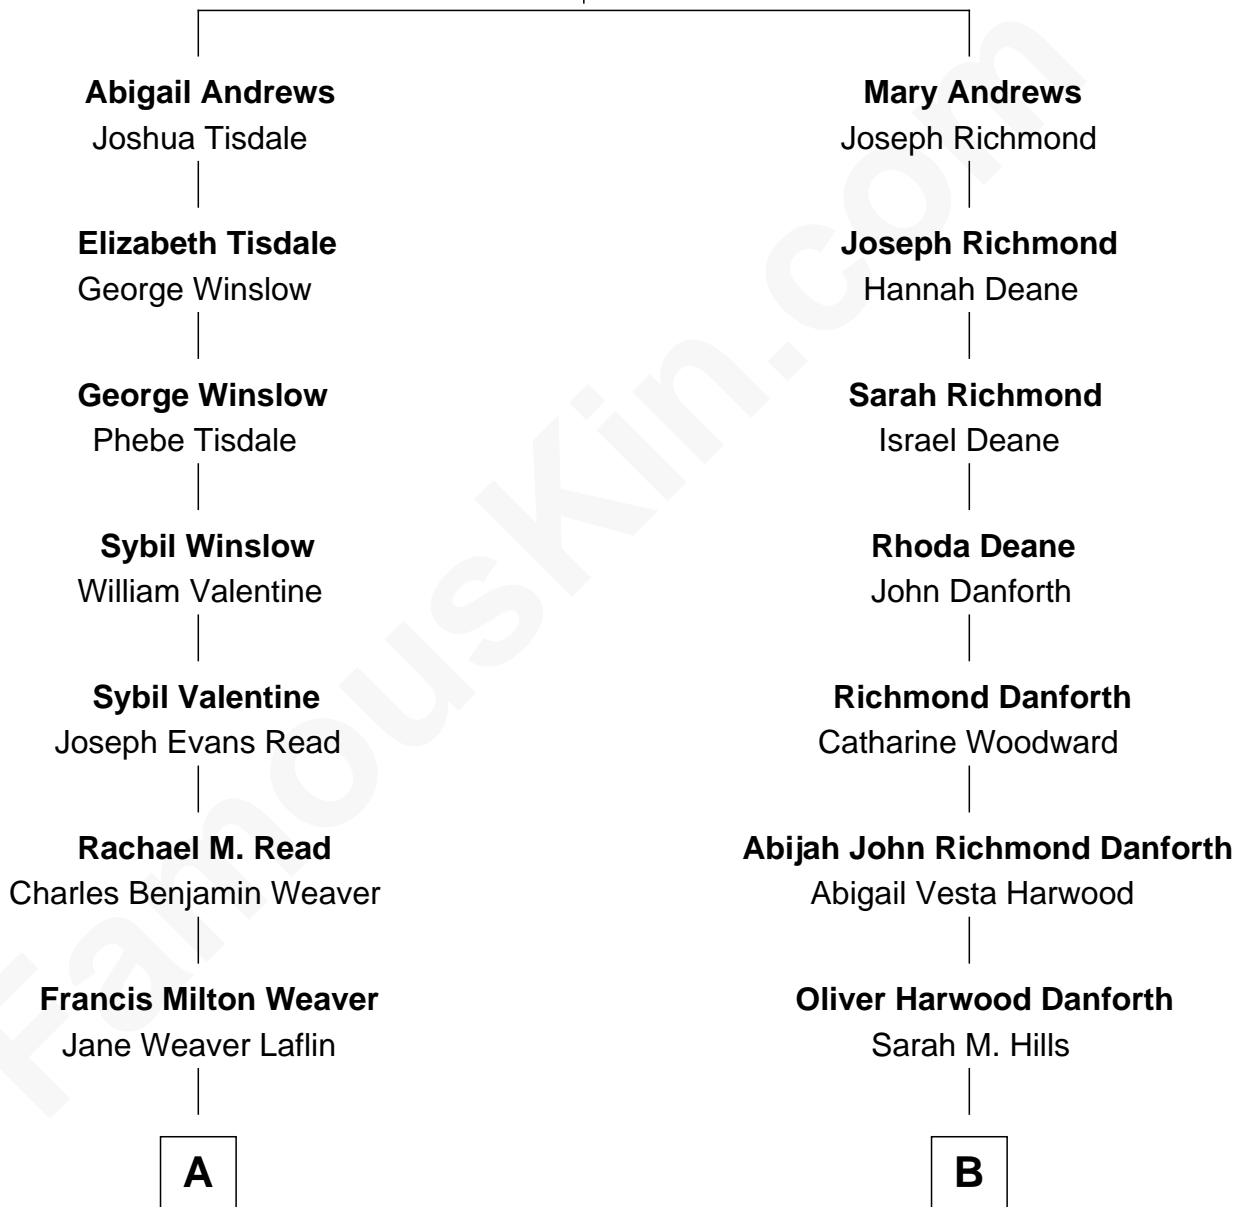 Abigail Andrews
Joshua Tisdale
Elizabeth Tisdale
George Winslow
George Winslow
Phebe Tisdale
Sybil Winslow
William Valentine
Sybil Valentine
Joseph Evans Read
Rachael M. Read
Charles Benjamin Weaver
Francis Milton Weaver
Jane Weaver Laflin
A
Mary Andrews
Joseph Richmond
Joseph Richmond
Hannah Deane
Sarah Richmond
Israel Deane
Rhoda Deane
John Danforth
Richmond Danforth
Catharine Woodward
Abijah John Richmond Danforth
Abigail Vesta Harwood
Oliver Harwood Danforth
Sarah M. Hills
B
FamousKin.com